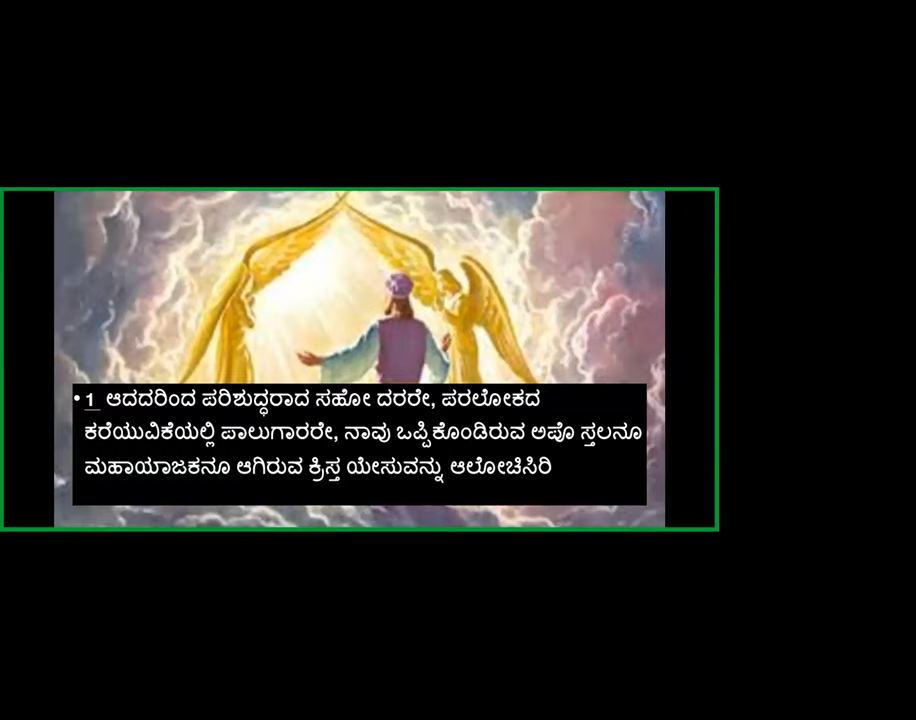 • 1 ಆದದರಿಂದ ಪರಿಶುದ್ಧರಾದ ಸಹೋ ದರರೇ, ಪರಲೋಕದ
ಕರೆಯುವಿಕೆಯಲ್ಲಿ ಪಾಲುಗಾರರೇ, ನಾವು ಒಪ್ಪಿಕೊಂಡಿರುವ ಅಪೊ ಸ್ತಲನೂ
ಮಹಾಯಾಜಕನೂ ಆಗಿರುವ ಕ್ರಿಸ್ತ ಯೇಸುವನ್ನು ಆಲೋಚಿಸಿರಿ